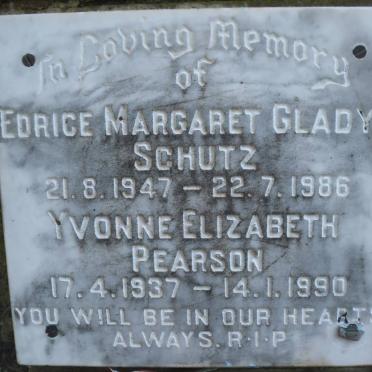 In Loving Memory
of
EDRICE MARGARET GLADY
SCHUTZ
21.8.1947 – 22.7.1986
YVONNE ELIZABETH
PEARSON
17.4.1937 – 14.1.1990
YOU WILL BE IN OUR HEARTS
ALWAYS. R.I.P